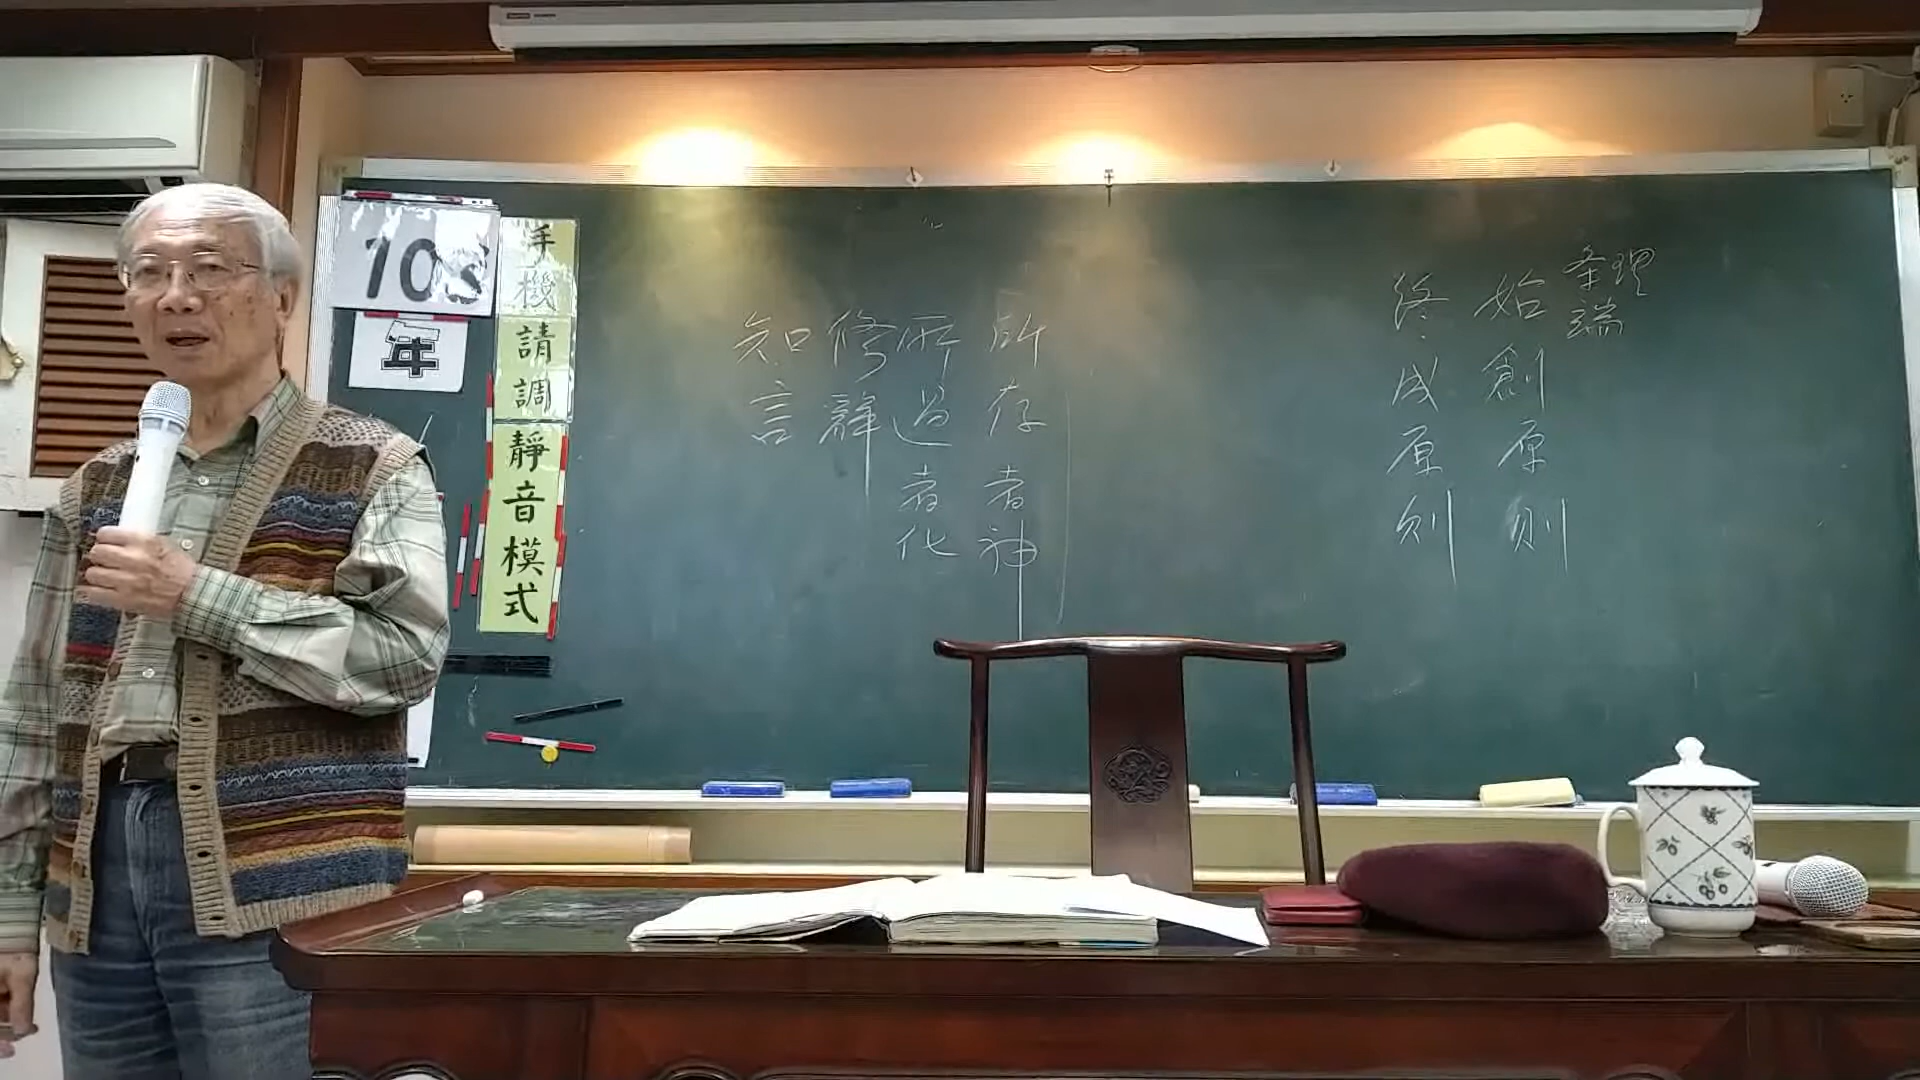 条理
端
始創原則
終成原則
所存者神
所過者化
修辭
知言
手機請調靜音模式
10
年